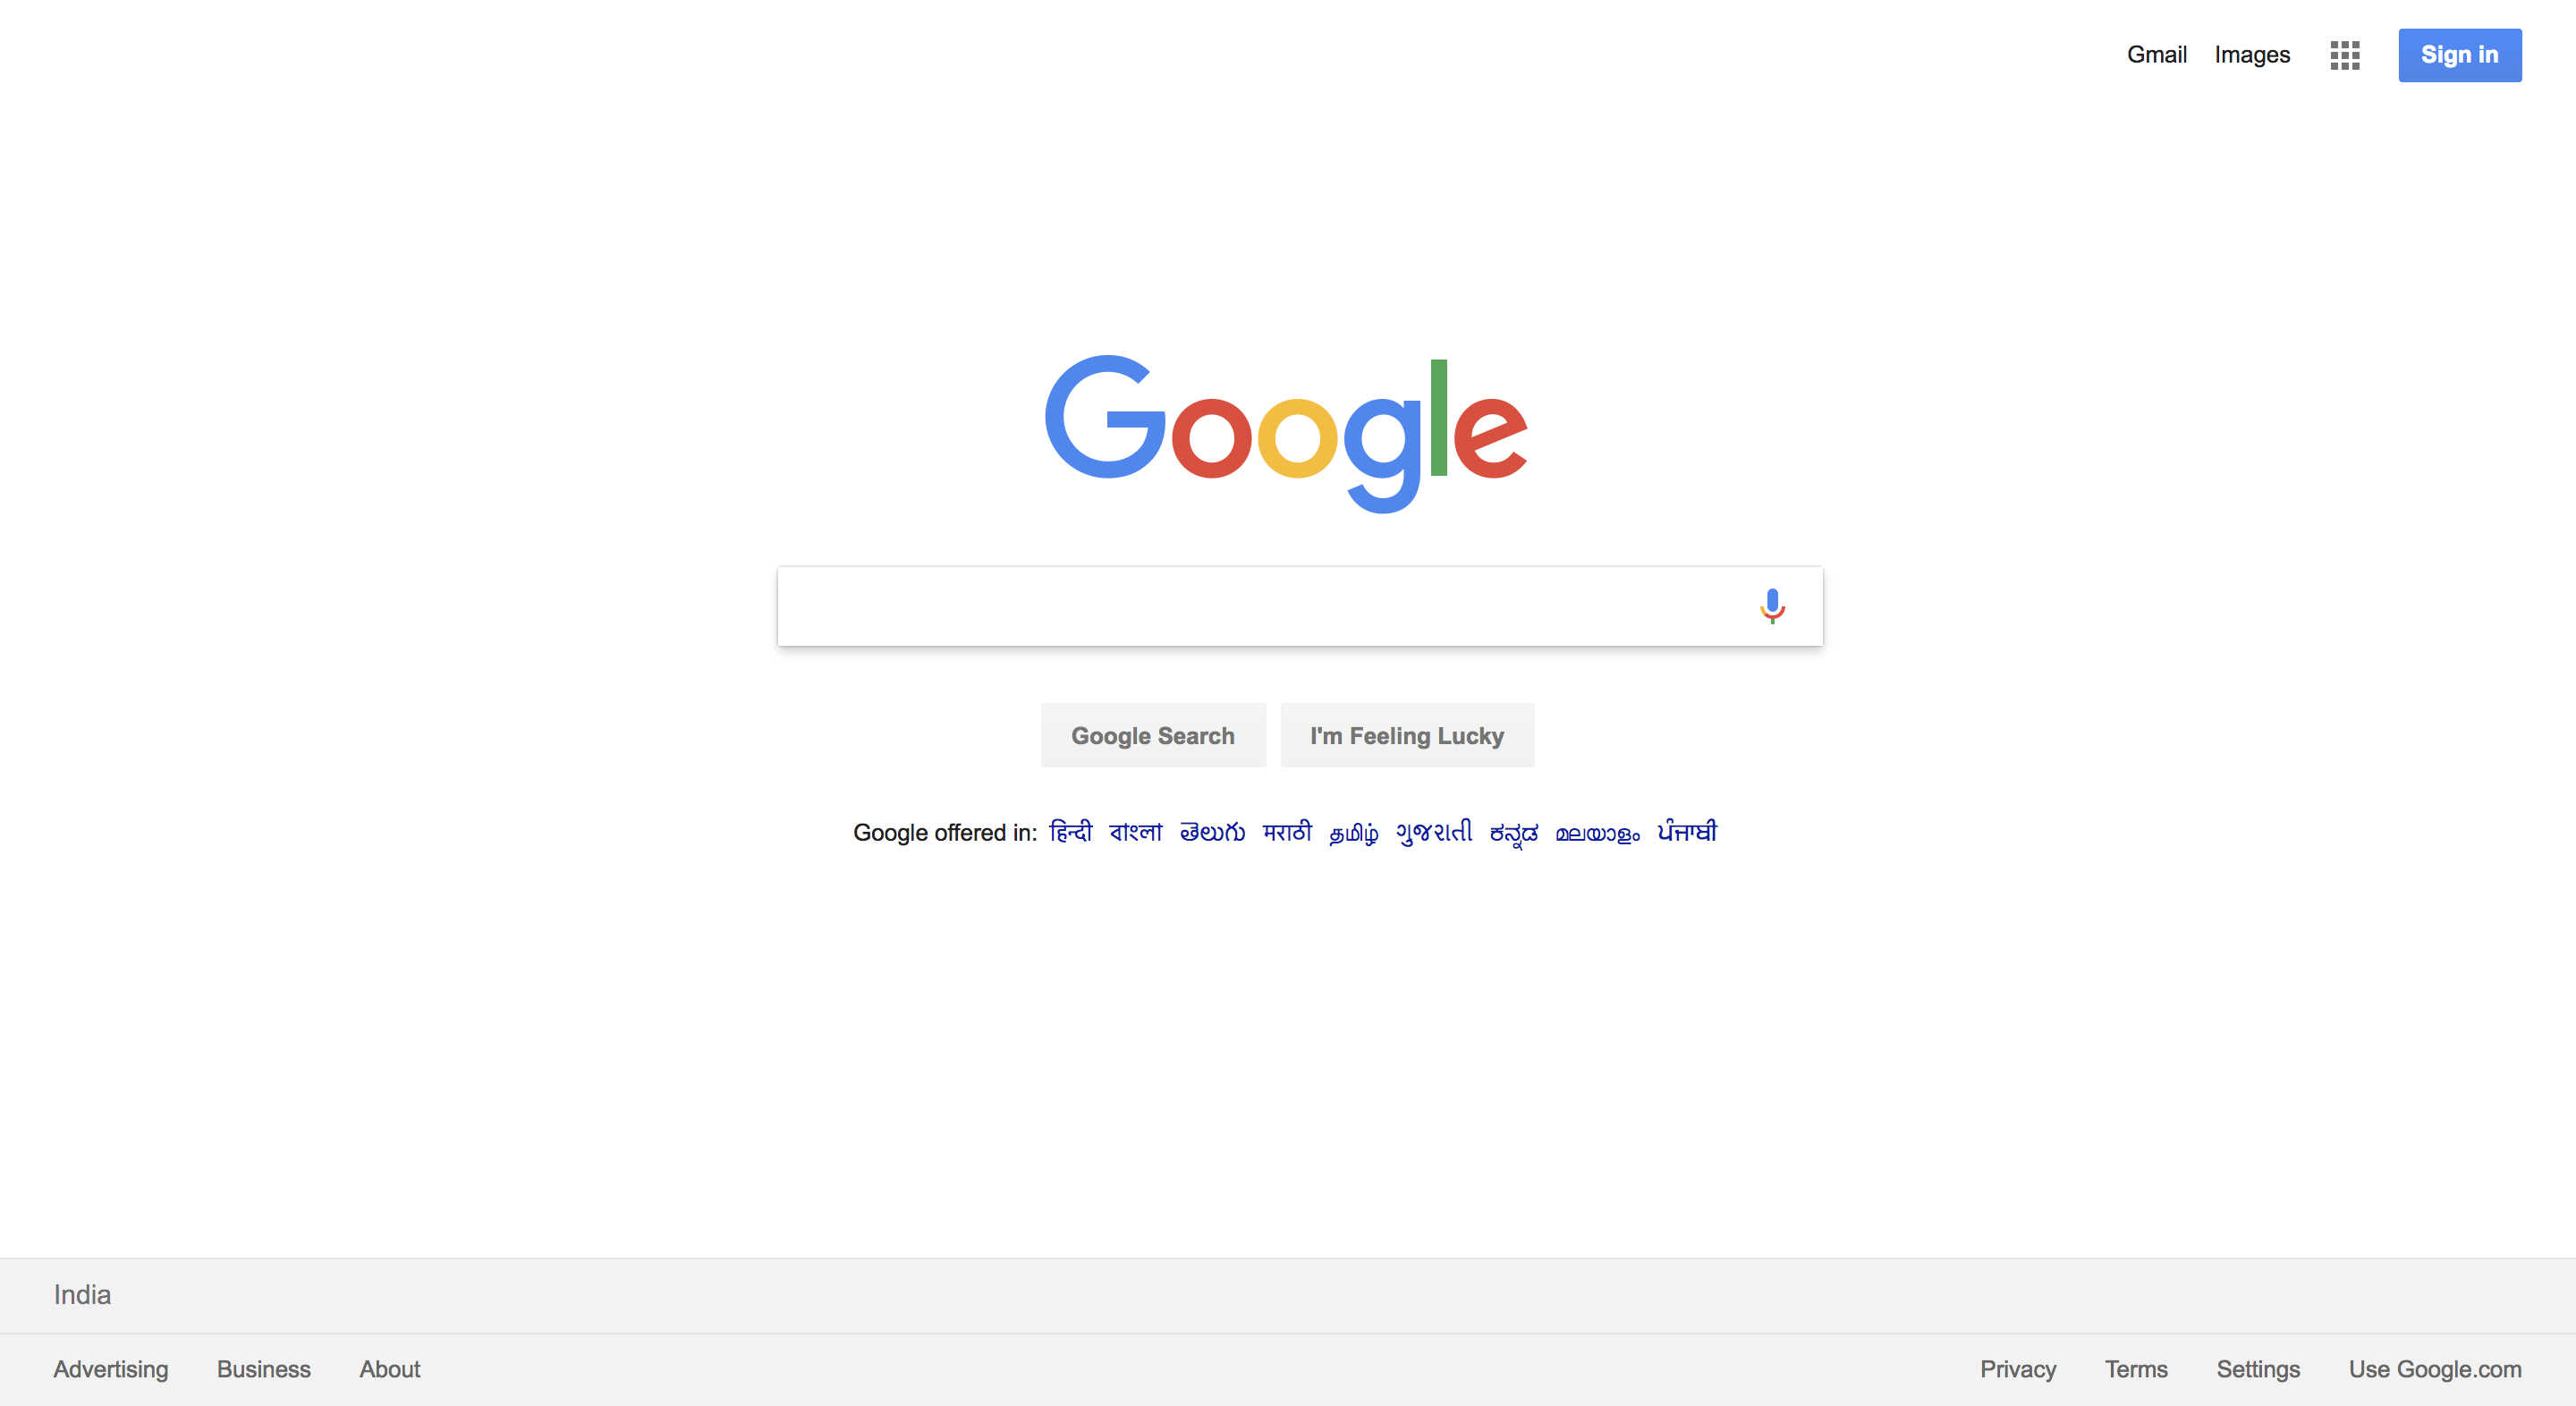 Gmail Images Sign in
Google
Google Search I'm Feeling Lucky
Google offered in: हिन्दी বাংলা తెలుగు मराठी தமிழ் ગુજરાતી ಕನ್ನಡ മലയാളം ਪੰਜਾਬੀ
India
Advertising Business About Privacy Terms Settings Use Google.com